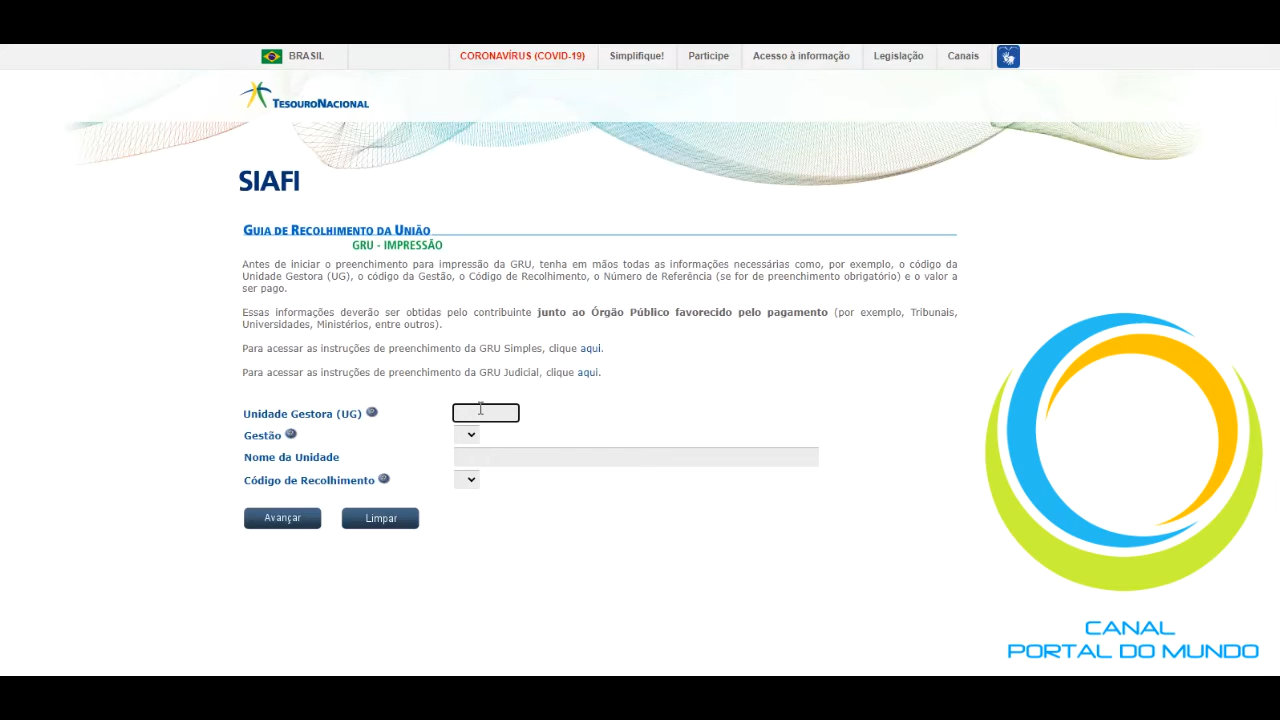 BRASIL
CORONAVÍRUS (COVID-19)
Simplifique!
Participe
Acesso à informação
Legislação
Canais
TESOURONACIONAL
SIAFI
GUIA DE RECOLHIMENTO DA UNIÃO
GRU - IMPRESSÃO
Antes de iniciar o preenchimento para impressão da GRU, tenha em mãos todas as informações necessárias como, por exemplo, o código da
Unidade Gestora (UG), o código da Gestão, o Código de Recolhimento, o Número de Referência (se for de preenchimento obrigatório) e o valor a
ser pago.
Essas informações deverão ser obtidas pelo contribuinte junto ao Órgão Público favorecido pelo pagamento (por exemplo, Tribunais,
Universidades, Ministérios, entre outros).
Para acessar as instruções de preenchimento da GRU Simples, clique aqui.
Para acessar as instruções de preenchimento da GRU Judicial, clique aqui.
Unidade Gestora (UG)
Gestão
Nome da Unidade
Código de Recolhimento
Avançar
Limpar
CANAL
PORTAL DO MUNDO